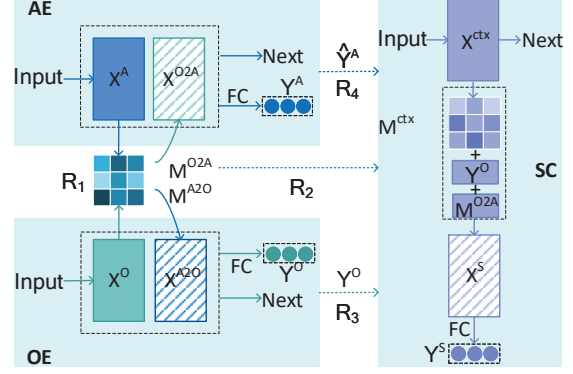 AE
Input
X^A
X^O2A
Next
FC
Y^A
Ŷ^A
R₄
R₁
M^O2A
M^A2O
R₂
Input
X^O
X^A2O
FC
Y^O
Next
Y^O
R₃
OE
Input
X^ctx
Next
M^ctx
+
Y^O
+
M^O2A
SC
X^S
FC
Y^S